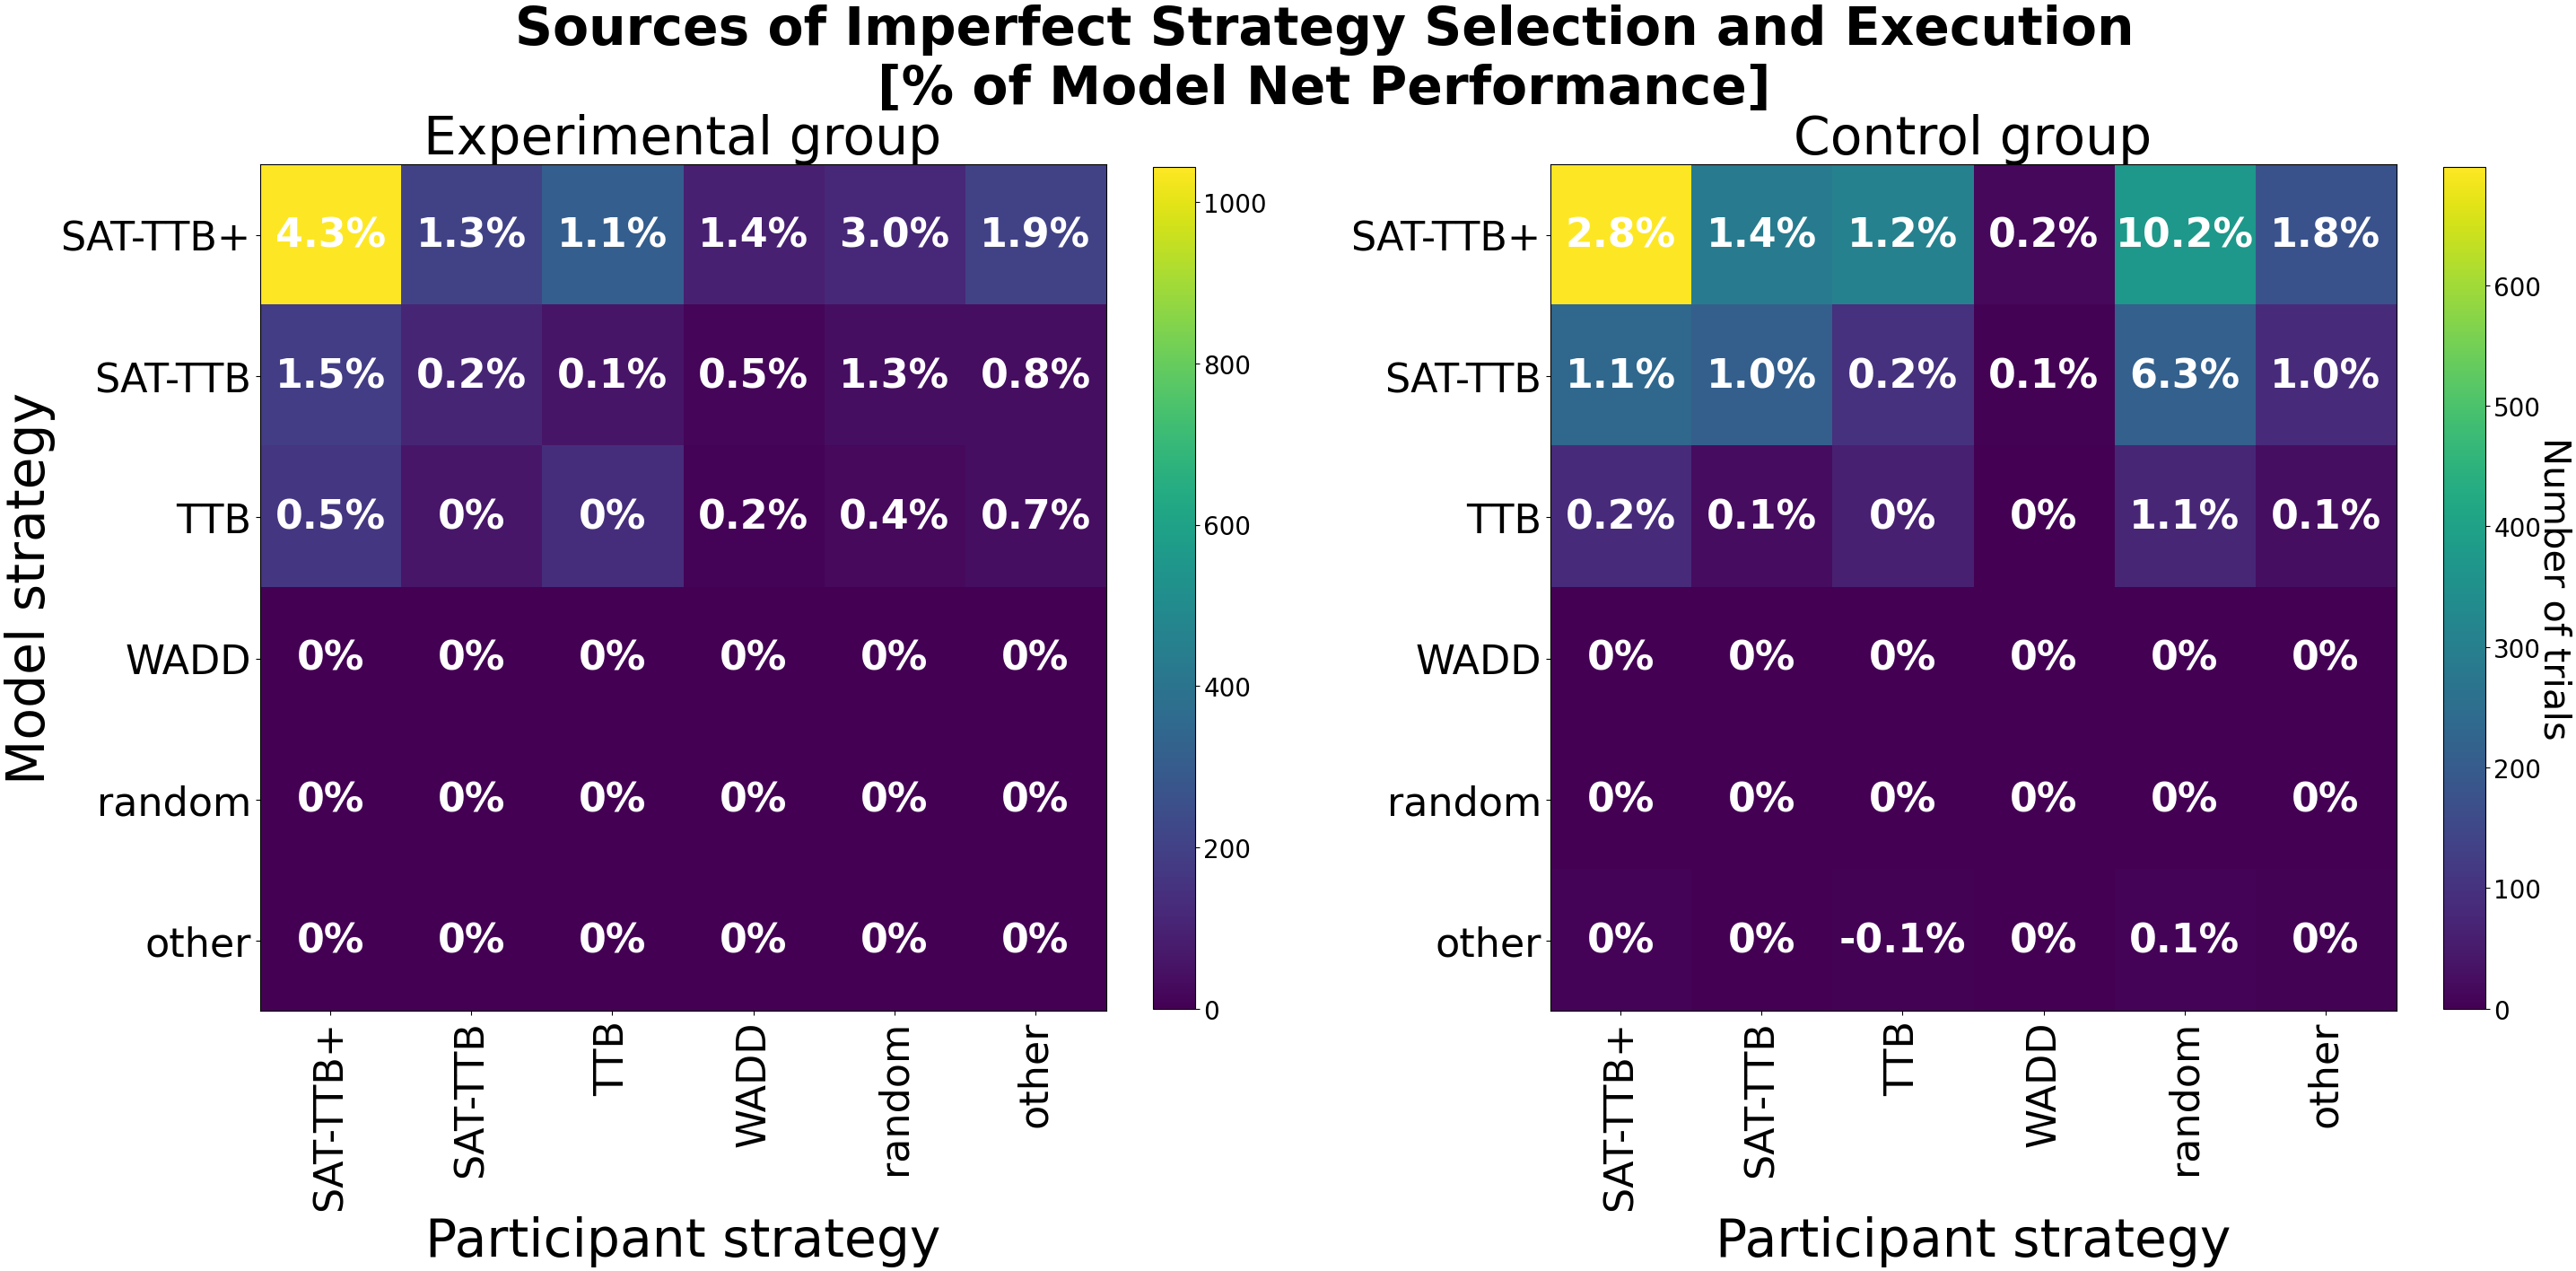 Sources of Imperfect Strategy Selection and Execution
[% of Model Net Performance]
Experimental group
Model strategy
SAT-TTB+ 4.3% 1.3% 1.1% 1.4% 3.0% 1.9%
SAT-TTB 1.5% 0.2% 0.1% 0.5% 1.3% 0.8%
TTB 0.5% 0% 0% 0.2% 0.4% 0.7%
WADD 0% 0% 0% 0% 0% 0%
random 0% 0% 0% 0% 0% 0%
other 0% 0% 0% 0% 0% 0%
SAT-TTB+ SAT-TTB TTB WADD random other
Participant strategy
1000
800
600
400
200
0
Control group
SAT-TTB+ 2.8% 1.4% 1.2% 0.2% 10.2% 1.8%
SAT-TTB 1.1% 1.0% 0.2% 0.1% 6.3% 1.0%
TTB 0.2% 0.1% 0% 0% 1.1% 0.1%
WADD 0% 0% 0% 0% 0% 0%
random 0% 0% 0% 0% 0% 0%
other 0% 0% -0.1% 0% 0.1% 0%
SAT-TTB+ SAT-TTB TTB WADD random other
Participant strategy
600
500
400
300
200
100
0
Number of trials